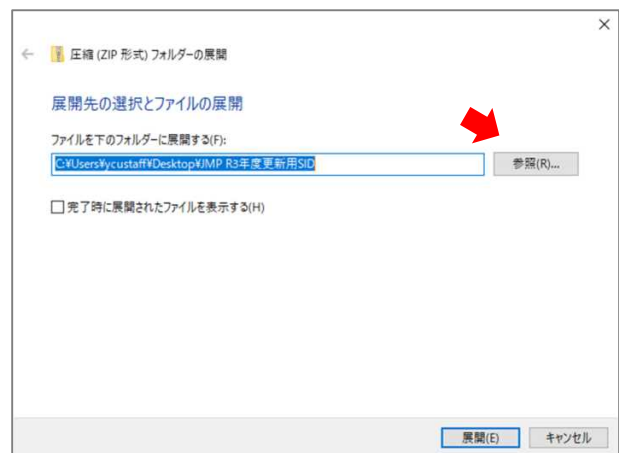 圧縮 (ZIP 形式) フォルダーの展開
展開先の選択とファイルの展開
ファイルを下のフォルダーに展開する(F):
C:¥Users¥ycustaff¥Desktop¥JMP R3年度更新用SID
参照(R)...
完了時に展開されたファイルを表示する(H)
展開(E)
キャンセル